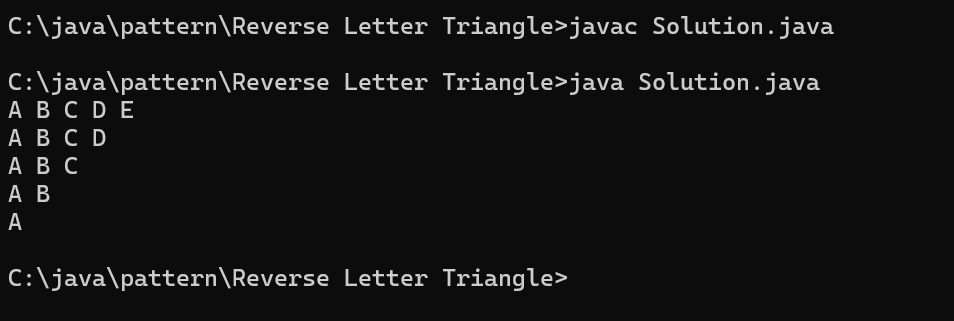 C:\java\pattern\Reverse Letter Triangle>javac Solution.java
C:\java\pattern\Reverse Letter Triangle>java Solution.java
A B C D E
A B C D
A B C
A B
A
C:\java\pattern\Reverse Letter Triangle>